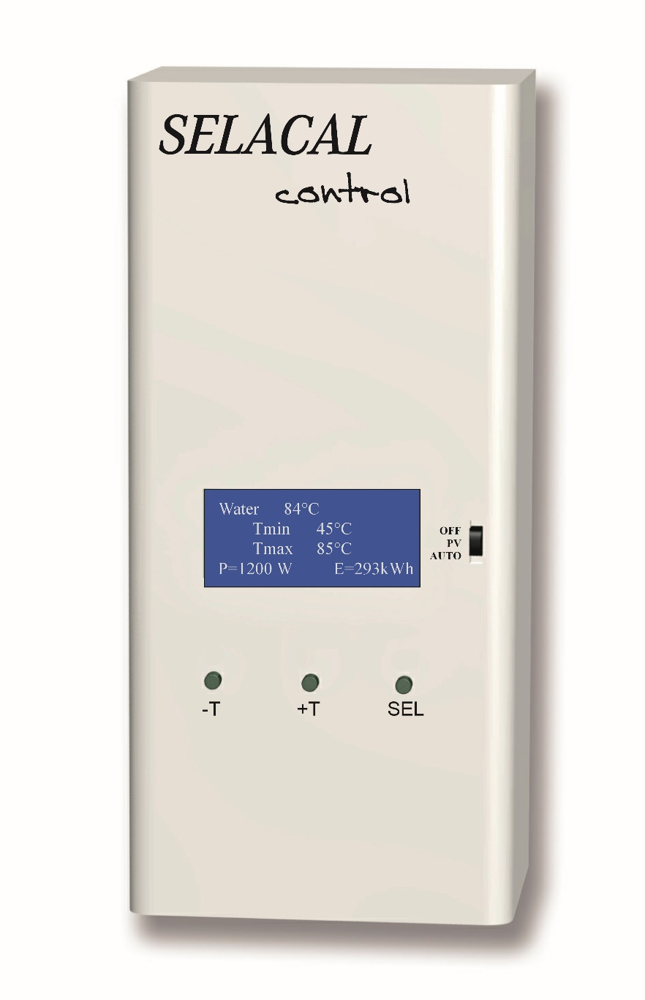 SELACAL
control
Water 84°C
Tmin 45°C
Tmax 85°C
P=1200 W E=293kWh
OFF
PV
AUTO
-T +T SEL